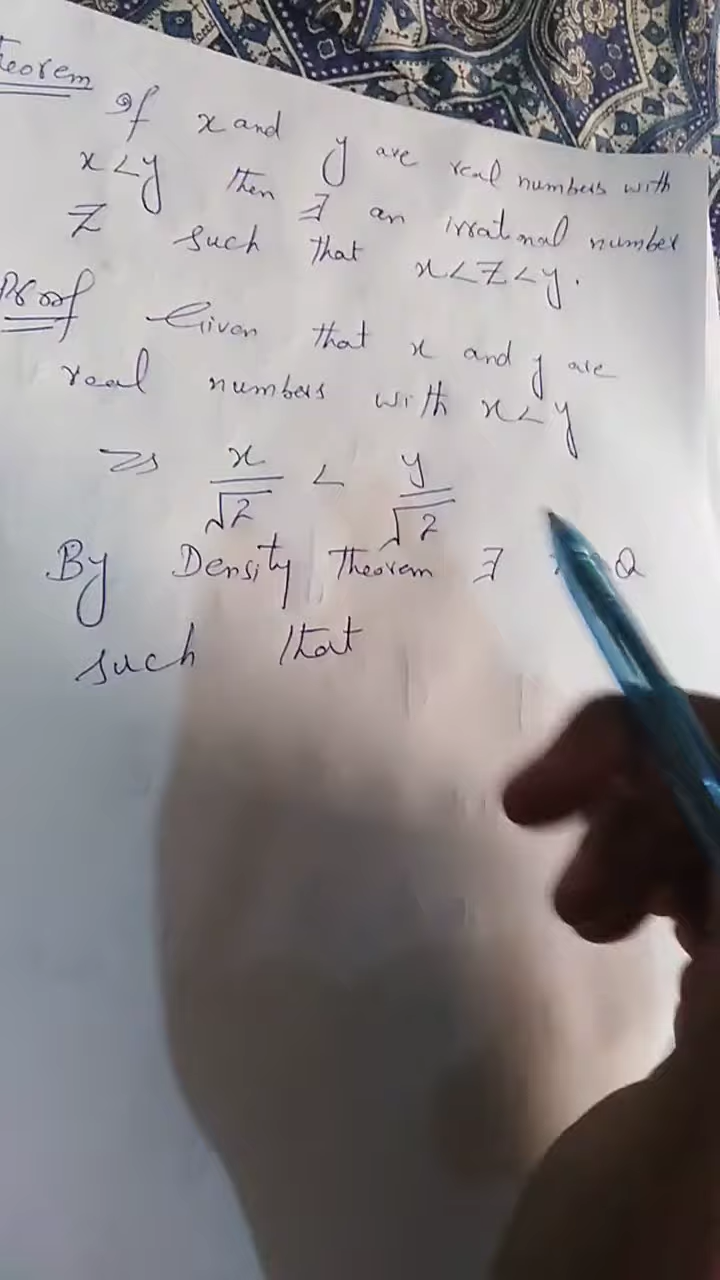 eorem
If x and y are real numbers with
x<y then ∃ an irrational number
Z such that x<Z<y.
Proof Given that x and y are
real numbers with x<y
⇒ x/√2 < y/√2
By Density Theorem ∃ Q
such that